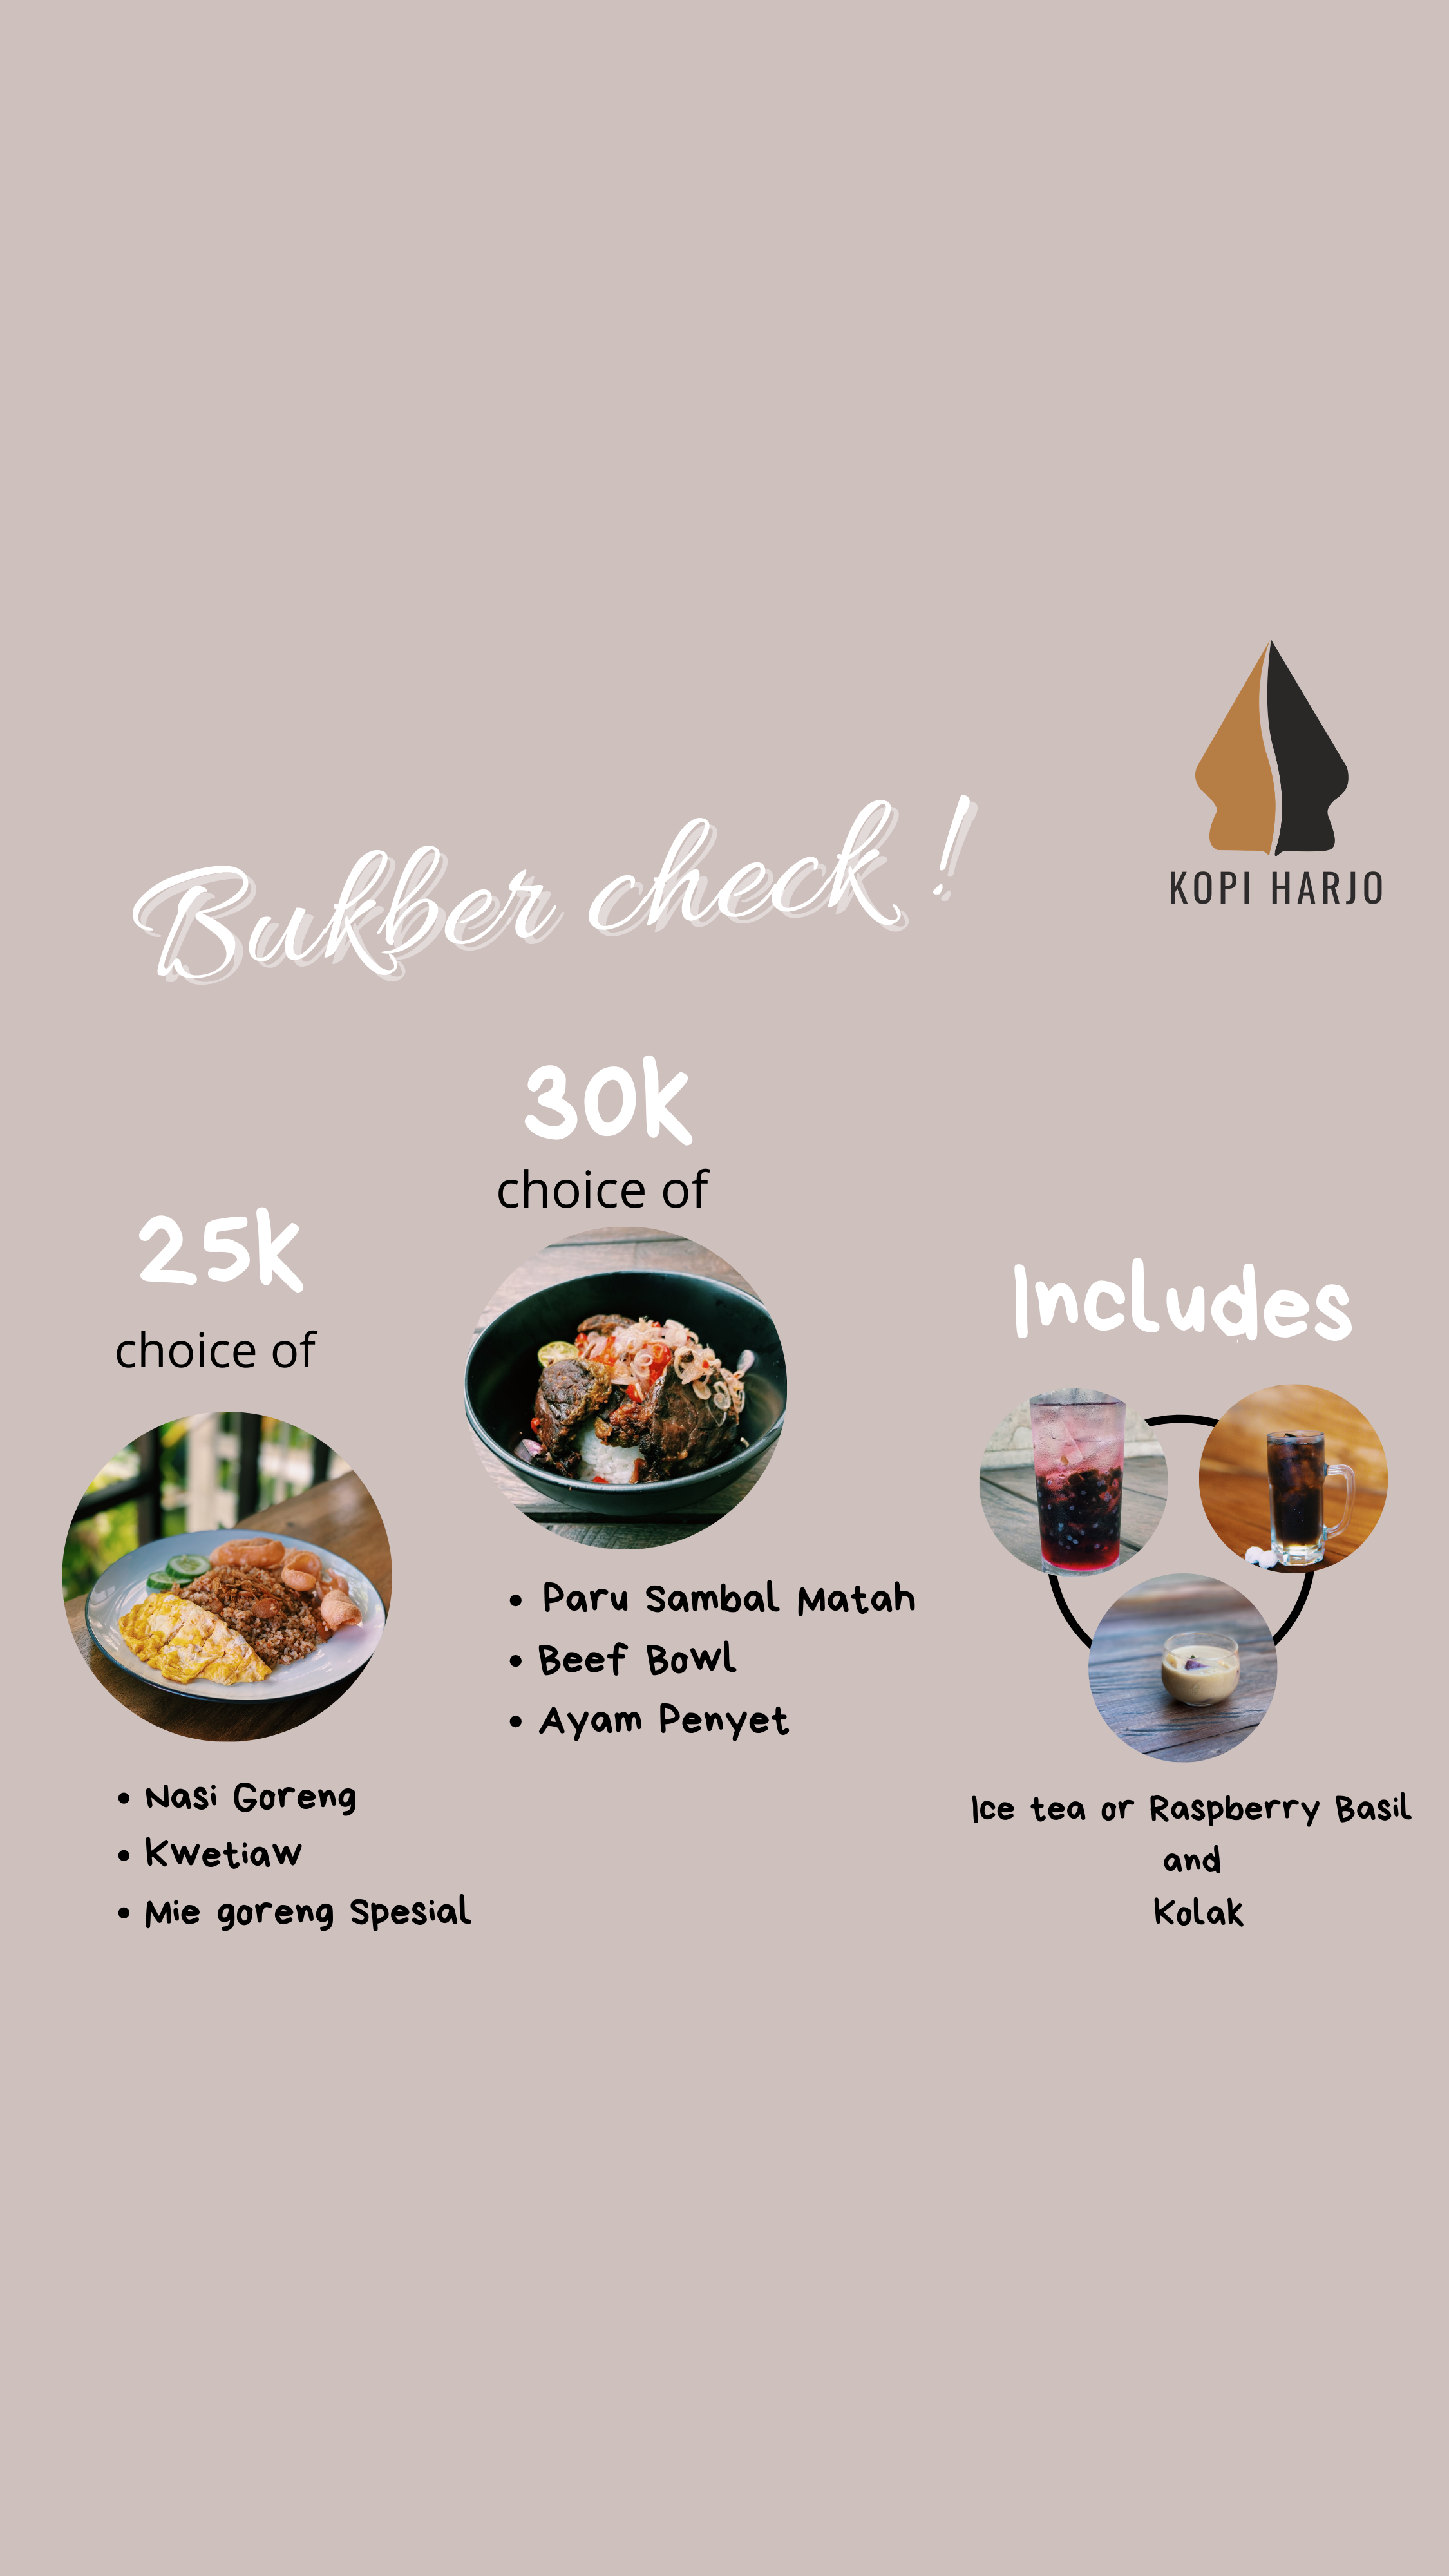 KOPI HARJO
Bukber check !
25k
choice of
Nasi Goreng
Kwetiaw
Mie goreng Spesial
30k
choice of
Paru Sambal Matah
Beef Bowl
Ayam Penyet
Includes
Ice tea or Raspberry Basil
and
Kolak